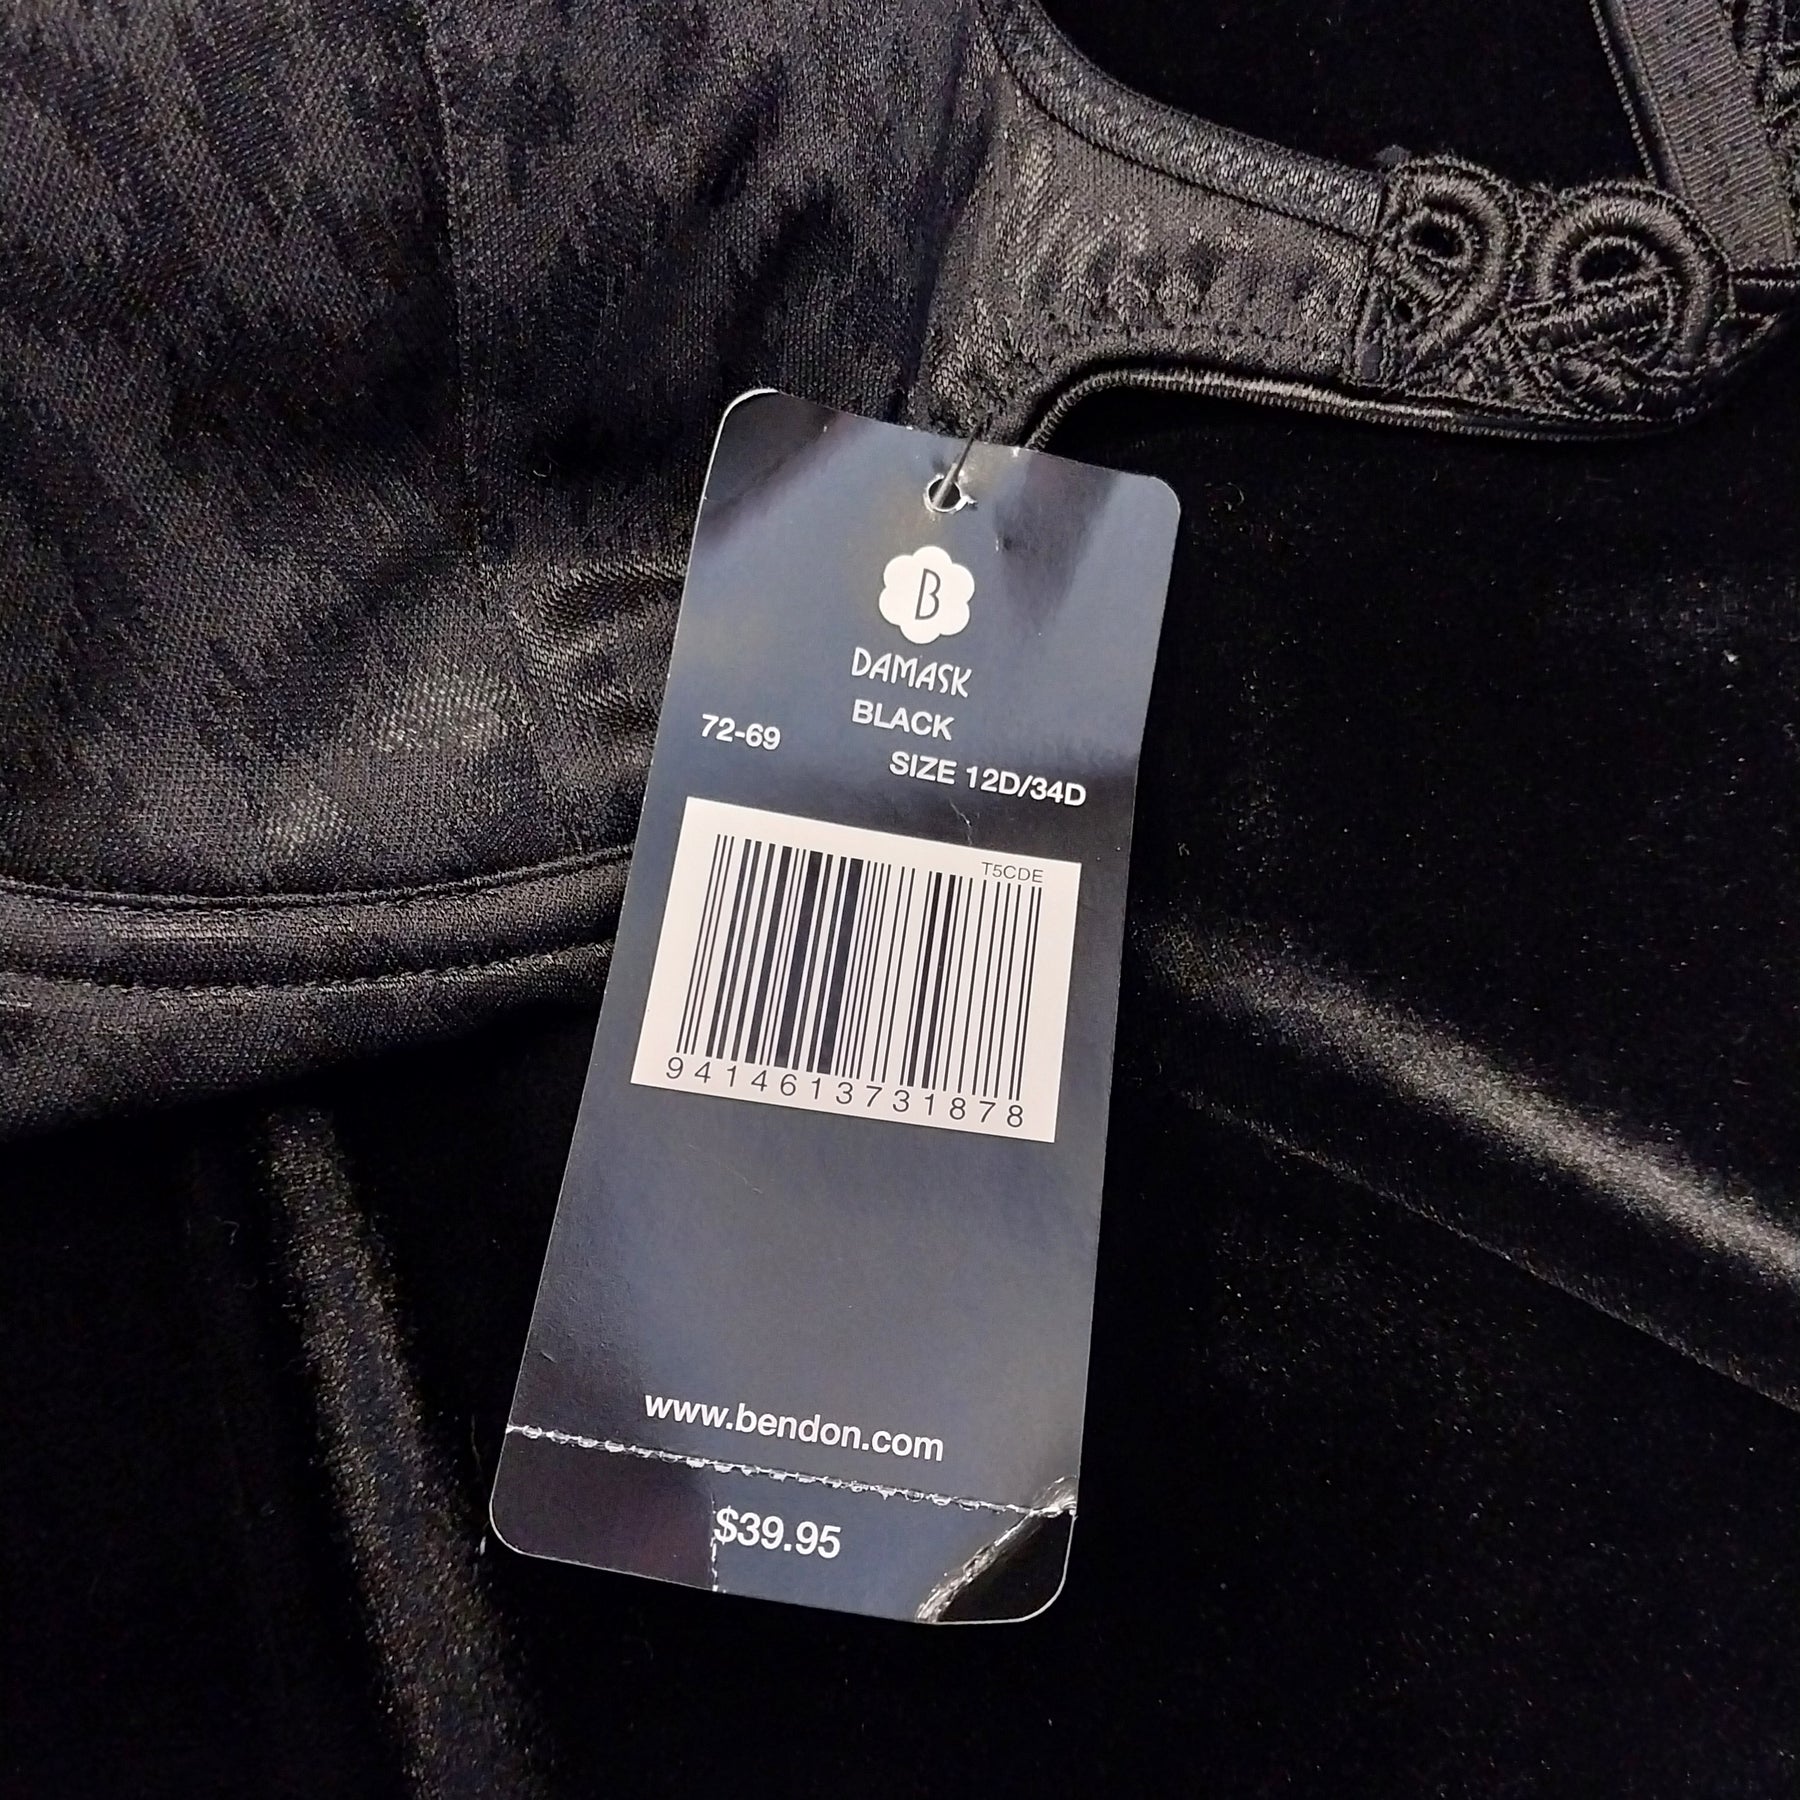 B
DAMASK
BLACK
72-69
SIZE 12D/34D
T5CDE
9414613731878
www.bendon.com
$39.95